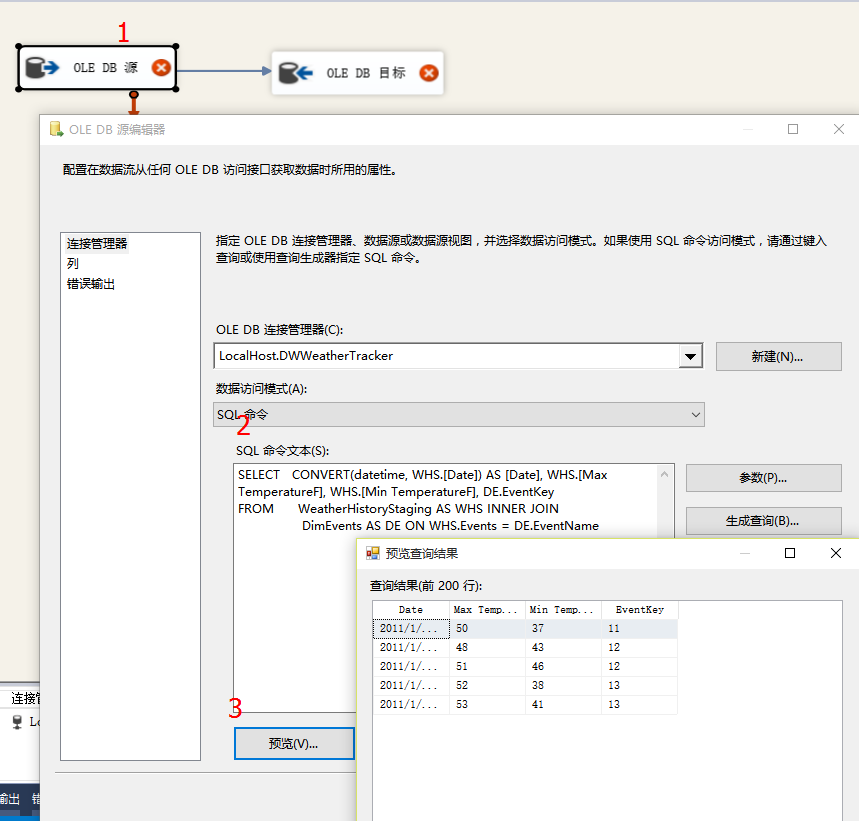 1
OLE DB 源
OLE DB 目标
OLE DB 源编辑器
配置在数据流从任何 OLE DB 访问接口获取数据时所用的属性。
连接管理器
列
错误输出
指定 OLE DB 连接管理器、数据源或数据源视图，并选择数据访问模式。如果使用 SQL 命令访问模式，请通过键入
查询或使用查询生成器指定 SQL 命令。
OLE DB 连接管理器(C):
LocalHost.DWWeatherTracker
新建(N)...
数据访问模式(A):
SQL 命令
2
SQL 命令文本(S):
SELECT CONVERT(datetime, WHS.[Date]) AS [Date], WHS.[Max
TemperatureF], WHS.[Min TemperatureF], DE.EventKey
FROM WeatherHistoryStaging AS WHS INNER JOIN
DimEvents AS DE ON WHS.Events = DE.EventName
参数(P)...
生成查询(B)...
预览查询结果
查询结果(前 200 行):
Date Max Temp... Min Temp... EventKey
2011/1/... 50 37 11
2011/1/... 48 43 12
2011/1/... 51 46 12
2011/1/... 52 38 13
2011/1/... 53 41 13
3
预览(V)...
连接
Lo
输出 错